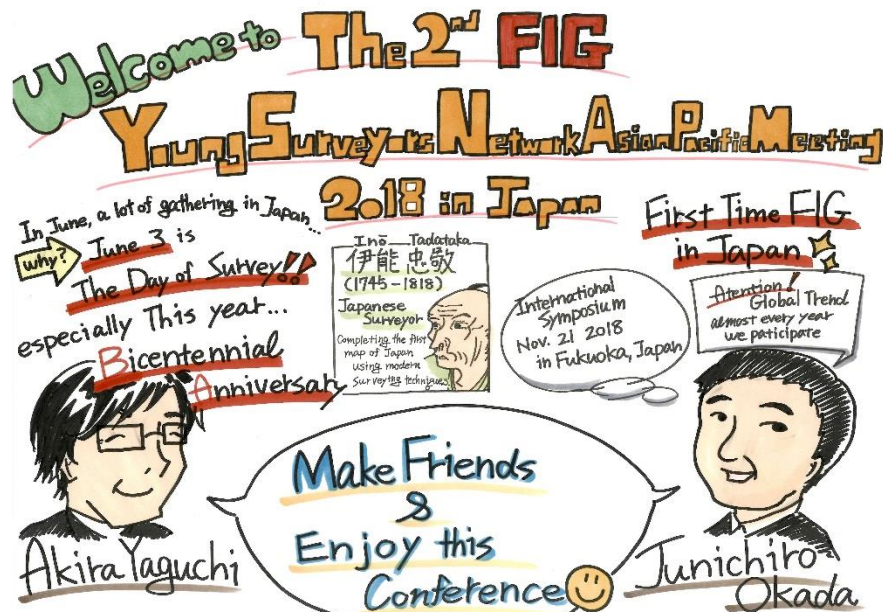 Welcome to The 2nd FIG
Young Surveyors Network Asian Pacific Meeting
2018 in Japan
In June, a lot of gathering in Japan...
why?
June 3 is
The Day of Survey!!
especially This year...
Bicentennial
Anniversary
Inō Tadataka
伊能 忠敬
(1745-1818)
Japanese
Surveyor
Completing the first
map of Japan
using modern
Surveying techniques
International
Symposium
Nov. 21 2018
in Fukuoka, Japan
First Time FIG
in Japan
Atention!
Global Trend
almost every year
we paticipate
Make Friends
&
Enjoy this
Conference
Akira Yaguchi
Junichiro
Okada